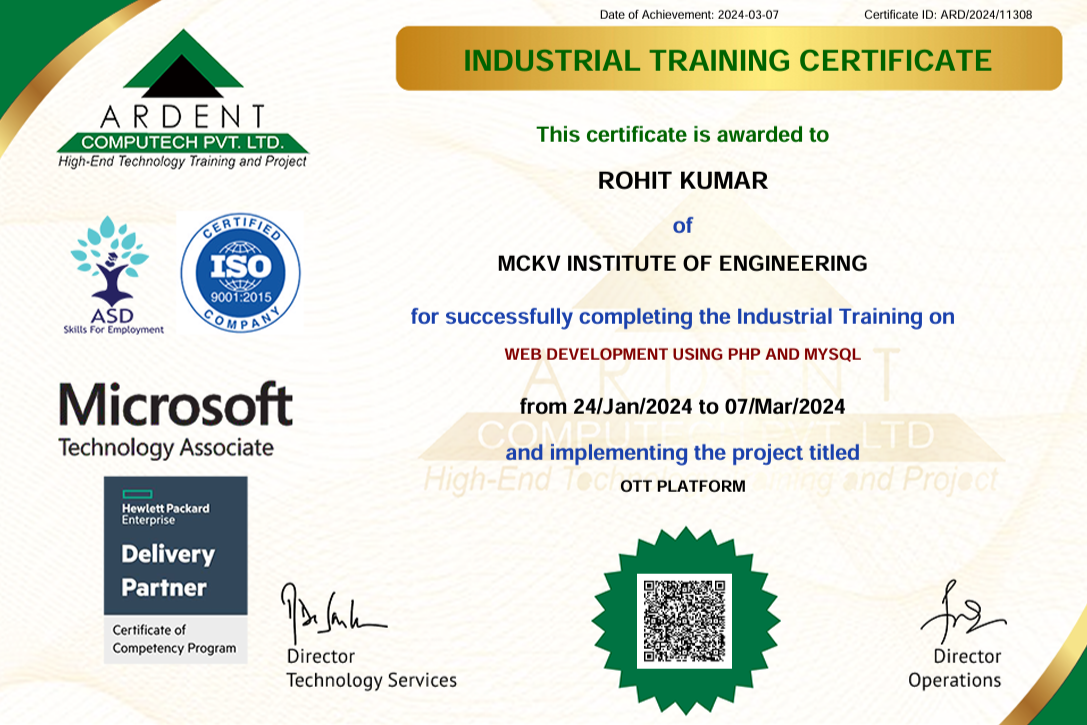 Date of Achievement: 2024-03-07
Certificate ID: ARD/2024/11308
INDUSTRIAL TRAINING CERTIFICATE
ARDENT
COMPUTECH PVT. LTD.
High-End Technology Training and Project
This certificate is awarded to
ROHIT KUMAR
of
MCKV INSTITUTE OF ENGINEERING
for successfully completing the Industrial Training on
WEB DEVELOPMENT USING PHP AND MYSQL
from 24/Jan/2024 to 07/Mar/2024
and implementing the project titled
OTT PLATFORM
ASD
Skills For Employment
CERTIFIED
ISO
9001:2015
COMPANY
Microsoft
Technology Associate
Hewlett Packard
Enterprise
Delivery
Partner
Certificate of
Competency Program
Director
Technology Services
Director
Operations
ARDENT
COMPUTECH PVT. LTD
High-End Technology Training and Project